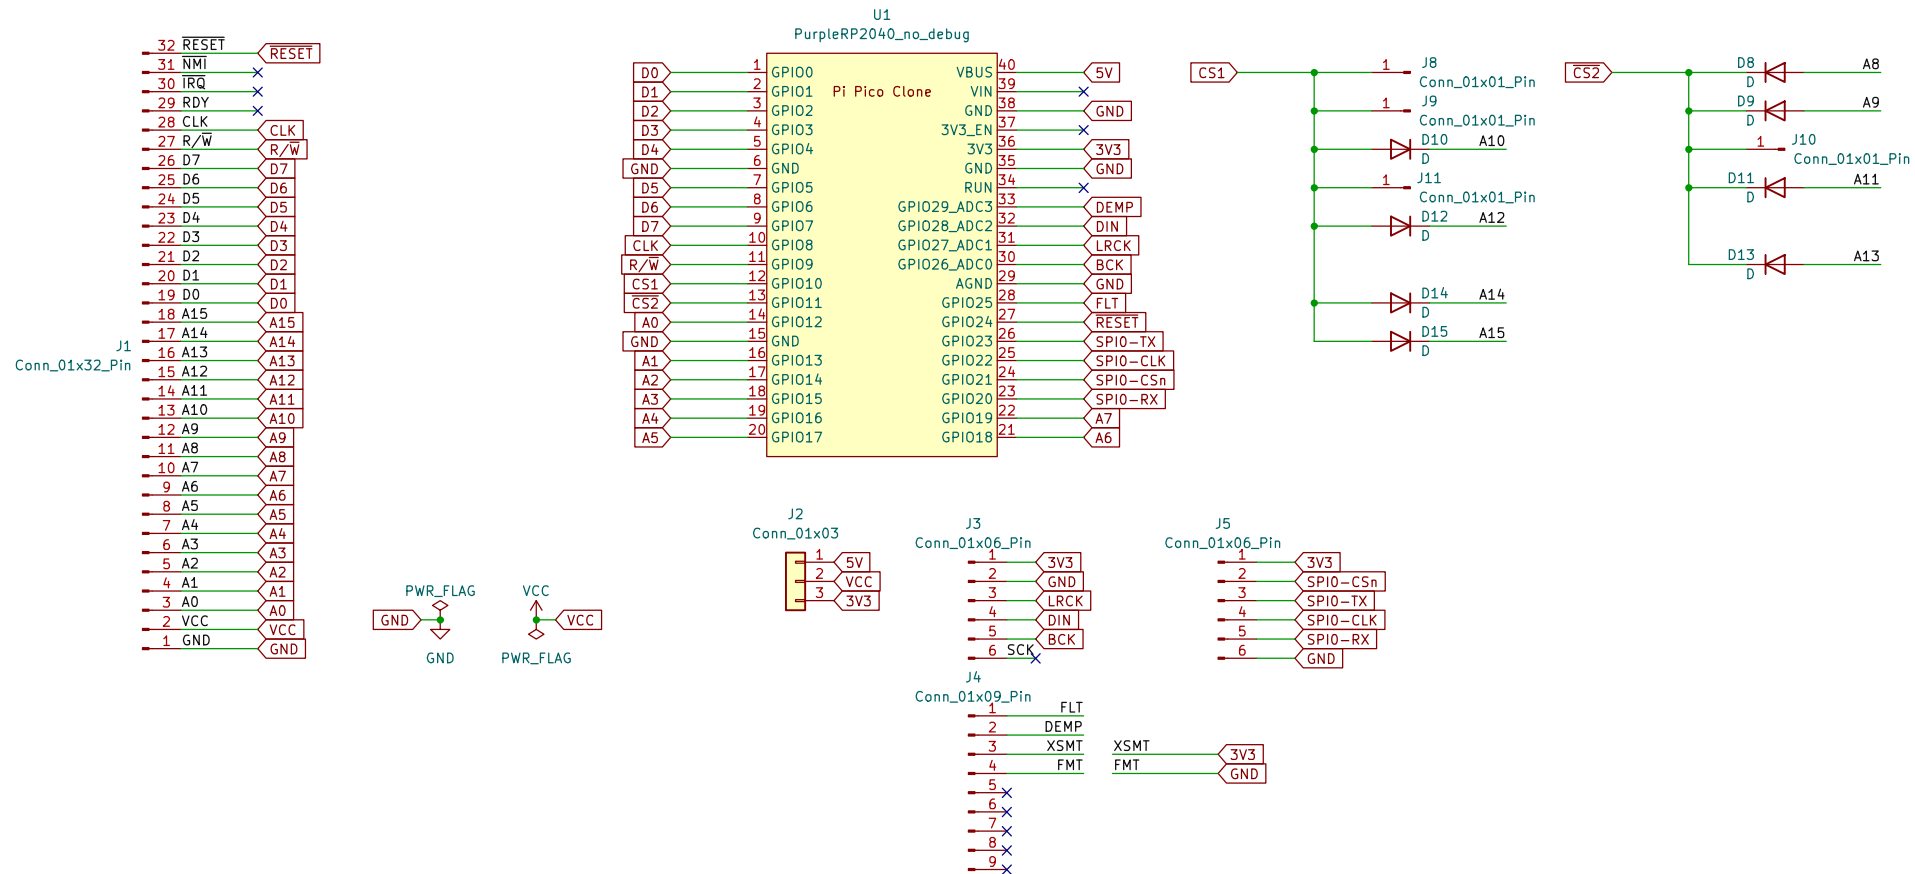 32 RESET RESET
31 NMI
30 IRQ
29 RDY
28 CLK CLK
27 R/W R/W
26 D7 D7
25 D6 D6
24 D5 D5
23 D4 D4
22 D3 D3
21 D2 D2
20 D1 D1
19 D0 D0
18 A15 A15
17 A14 A14
16 A13 A13
15 A12 A12
14 A11 A11
13 A10 A10
12 A9 A9
11 A8 A8
10 A7 A7
9 A6 A6
8 A5 A5
7 A4 A4
6 A3 A3
5 A2 A2
4 A1 A1
3 A0 A0
2 VCC VCC
1 GND GND
J1
Conn_01x32_Pin
PWR_FLAG
GND
GND
VCC
VCC
PWR_FLAG
U1
PurpleRP2040_no_debug
Pi Pico Clone
D0 1 GPIO0
D1 2 GPIO1
D2 3 GPIO2
D3 4 GPIO3
D4 5 GPIO4
GND 6 GND
D5 7 GPIO5
D6 8 GPIO6
D7 9 GPIO7
CLK 10 GPIO8
R/W 11 GPIO9
CS1 12 GPIO10
CS2 13 GPIO11
A0 14 GPIO12
GND 15 GND
A1 16 GPIO13
A2 17 GPIO14
A3 18 GPIO15
A4 19 GPIO16
A5 20 GPIO17
VBUS 40 5V
VIN 39
GND 38 GND
3V3_EN 37
3V3 36 3V3
GND 35 GND
RUN 34
GPIO29_ADC3 33 DEMP
GPIO28_ADC2 32 DIN
GPIO27_ADC1 31 LRCK
GPIO26_ADC0 30 BCK
AGND 29 GND
GPIO25 28 FLT
GPIO24 27 RESET
GPIO23 26 SPI0-TX
GPIO22 25 SPI0-CLK
GPIO21 24 SPI0-CSn
GPIO20 23 SPI0-RX
GPIO19 22 A7
GPIO18 21 A6
CS1
1 J8
Conn_01x01_Pin
1 J9
Conn_01x01_Pin
D10 A10
D
1 J11
Conn_01x01_Pin
D12 A12
D
D14 A14
D
D15 A15
D
CS2
D8 A8
D
D9 A9
D
1 J10
Conn_01x01_Pin
D11 A11
D
D13 A13
D
J2
Conn_01x03
1 5V
2 VCC
3 3V3
J3
Conn_01x06_Pin
1 3V3
2 GND
3 LRCK
4 DIN
5 BCK
6 SCK
J5
Conn_01x06_Pin
1 3V3
2 SPI0-CSn
3 SPI0-TX
4 SPI0-CLK
5 SPI0-RX
6 GND
J4
Conn_01x09_Pin
1 FLT
2 DEMP
3 XSMT XSMT 3V3
4 FMT FMT GND
5
6
7
8
9